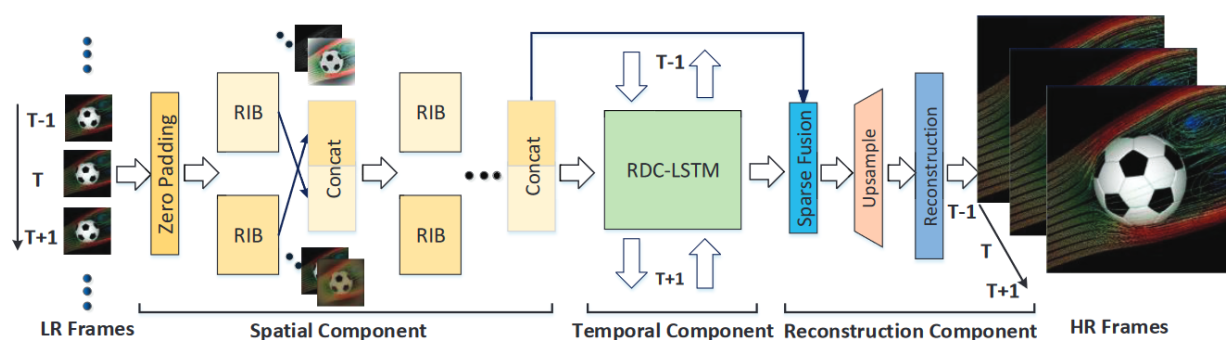 T-1
T
T+1
LR Frames
Zero Padding
RIB
RIB
Concat
RIB
RIB
Concat
Spatial Component
T-1
RDC-LSTM
T+1
Temporal Component
Sparse Fusion
Upsample
Reconstruction
Reconstruction Component
T-1
T
T+1
HR Frames